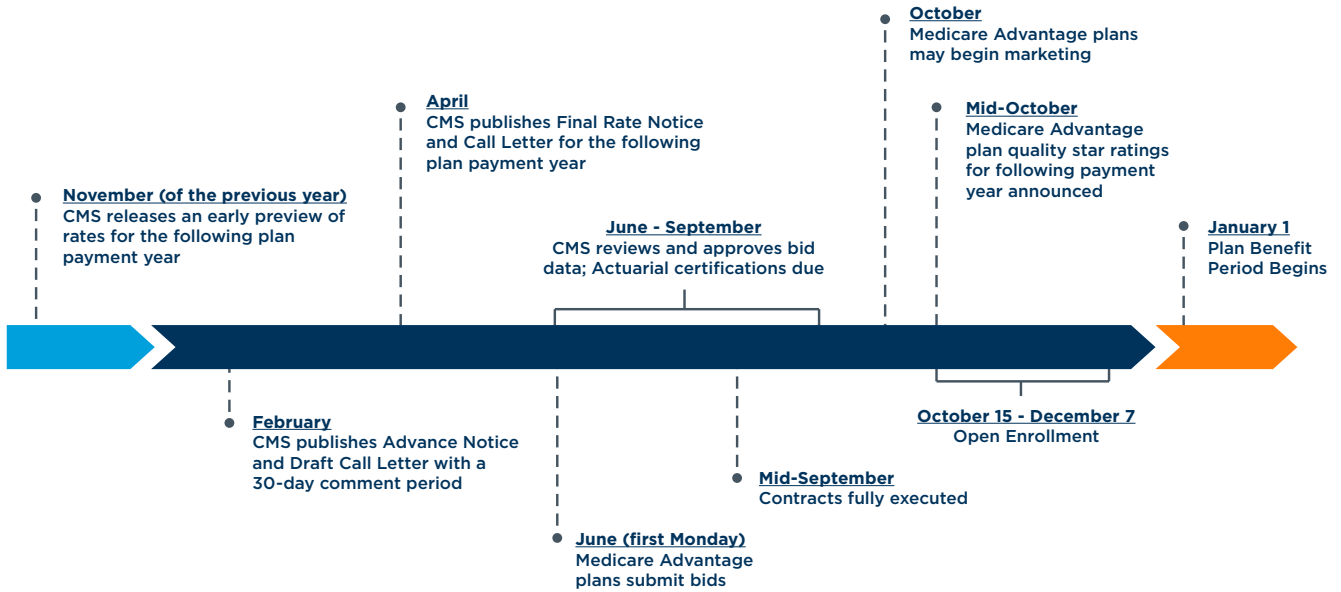 October
Medicare Advantage plans
may begin marketing
April
CMS publishes Final Rate Notice
and Call Letter for the following
plan payment year
Mid-October
Medicare Advantage
plan quality star ratings
for following payment
year announced
November (of the previous year)
CMS releases an early preview of
rates for the following plan
payment year
June - September
CMS reviews and approves bid
data; Actuarial certifications due
January 1
Plan Benefit
Period Begins
February
CMS publishes Advance Notice
and Draft Call Letter with a
30-day comment period
October 15 - December 7
Open Enrollment
Mid-September
Contracts fully executed
June (first Monday)
Medicare Advantage
plans submit bids